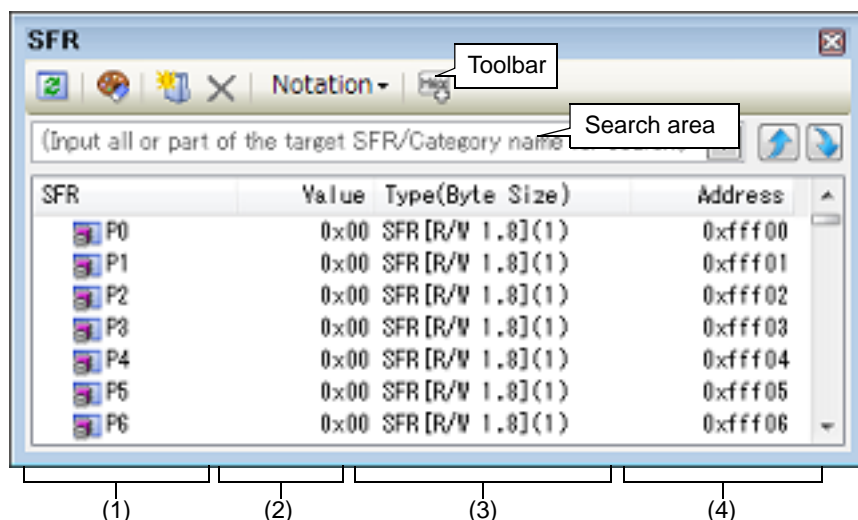 SFR
Notation
Toolbar
(Input all or part of the target SFR/Category name
Search area
SFR Value Type(Byte Size) Address
P0 0x00 SFR[R/W 1.8](1) 0xfff00
P1 0x00 SFR[R/W 1.8](1) 0xfff01
P2 0x00 SFR[R/W 1.8](1) 0xfff02
P3 0x00 SFR[R/W 1.8](1) 0xfff03
P4 0x00 SFR[R/W 1.8](1) 0xfff04
P5 0x00 SFR[R/W 1.8](1) 0xfff05
P6 0x00 SFR[R/W 1.8](1) 0xfff06
(1) (2) (3) (4)